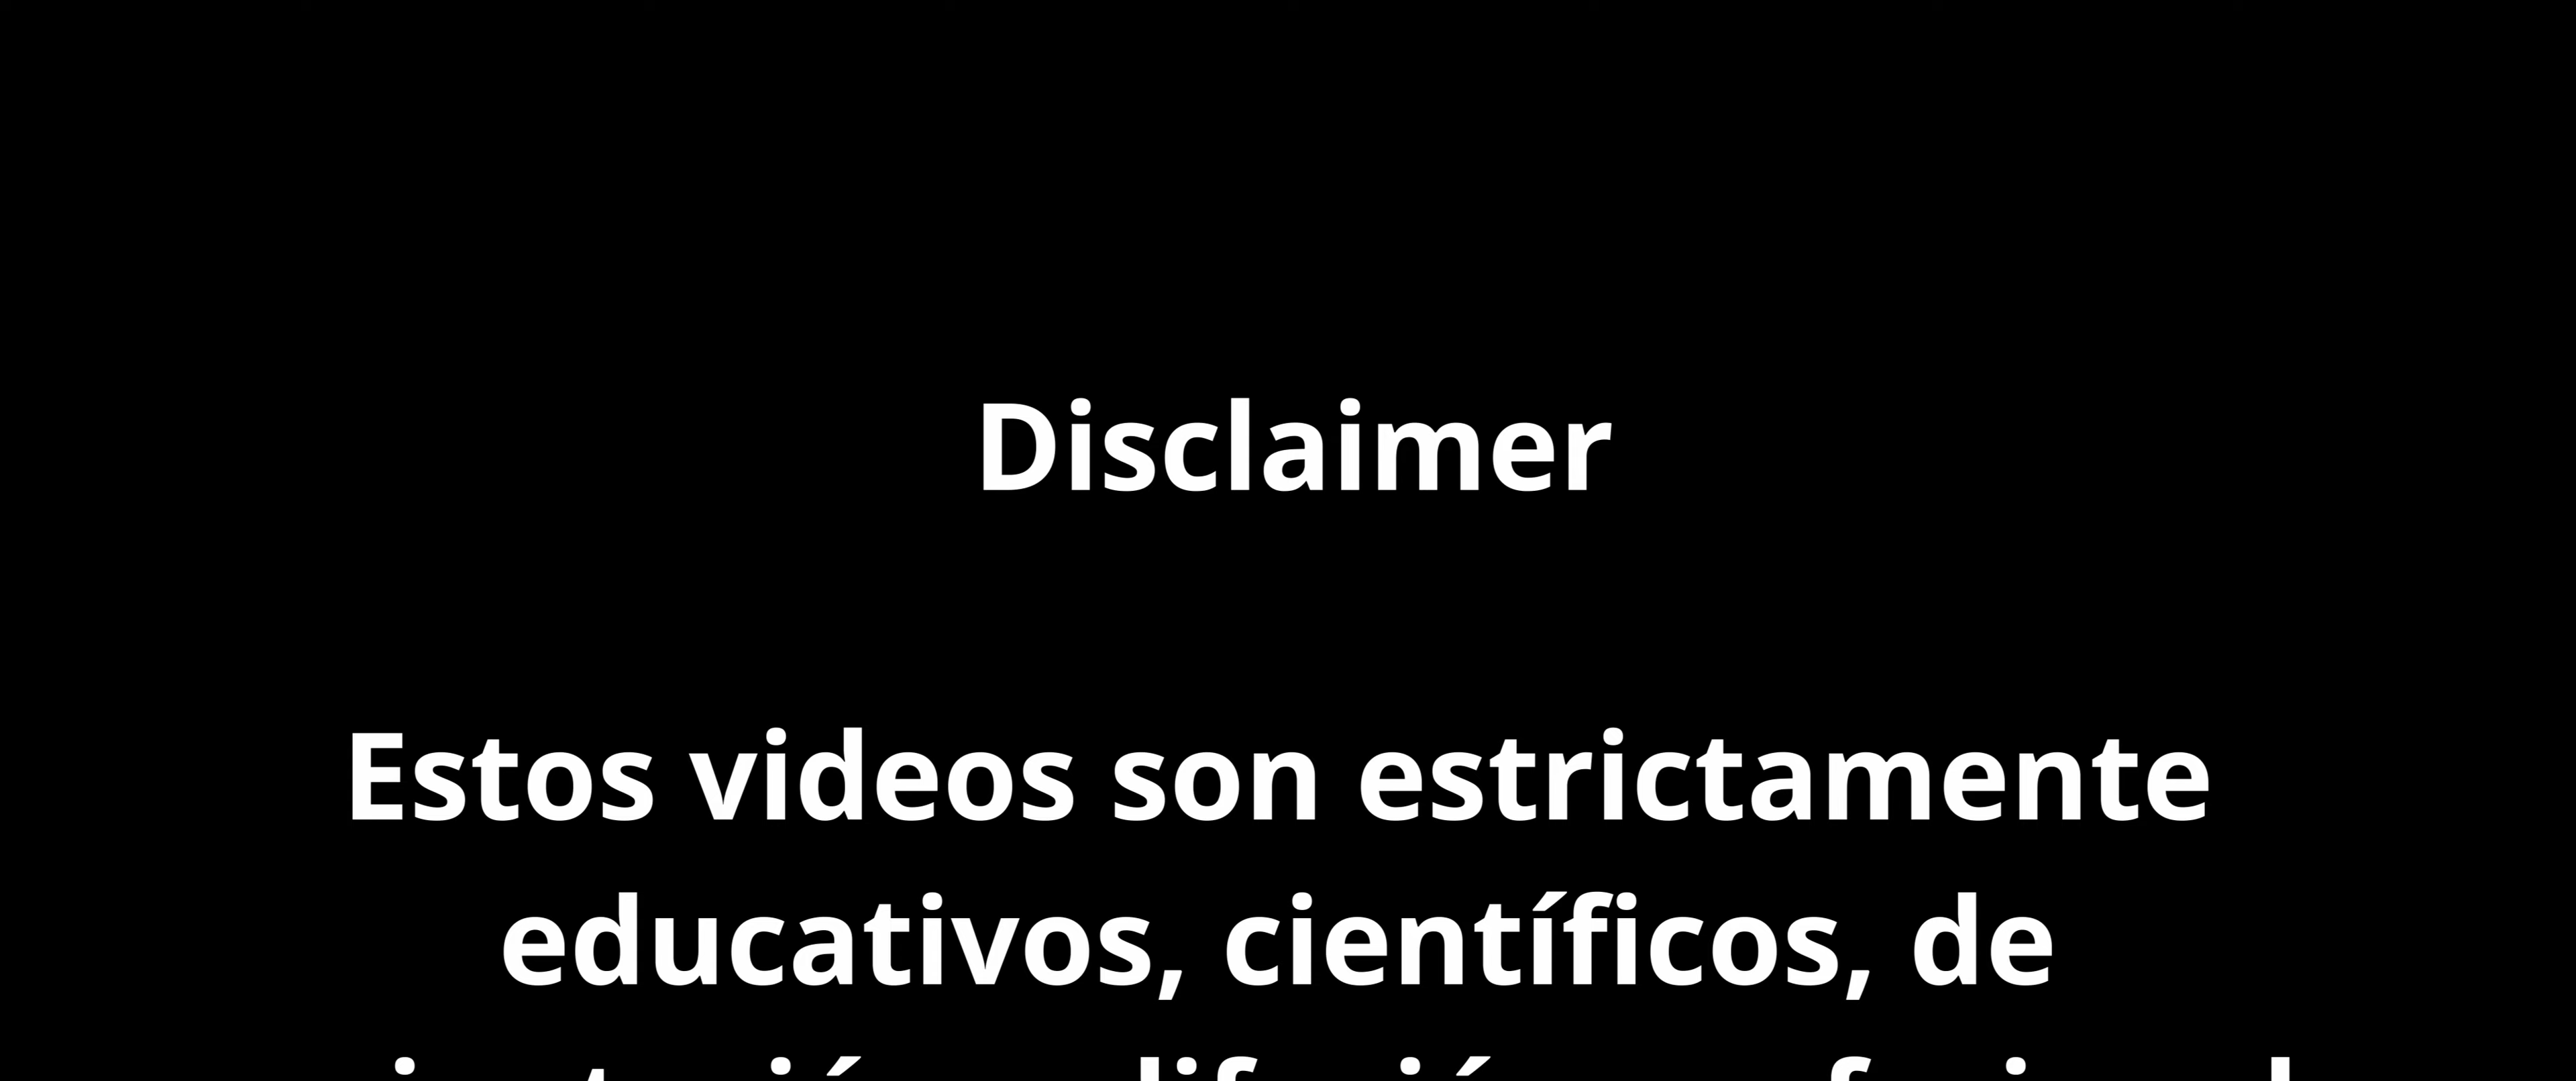 Disclaimer
Estos videos son estrictamente
educativos, científicos, de